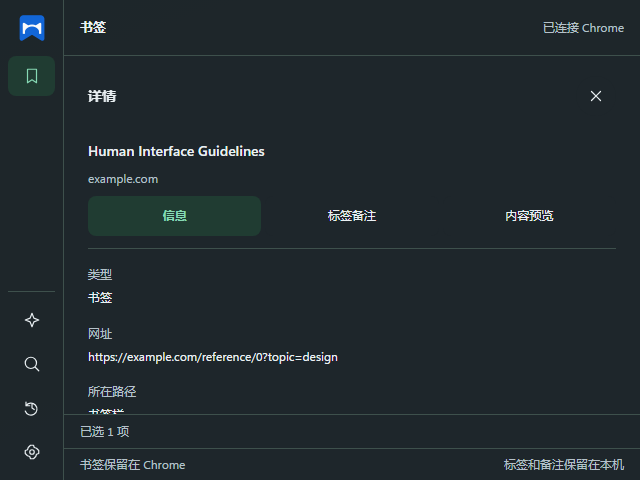 书签
已连接 Chrome
详情
Human Interface Guidelines
example.com
信息
标签备注
内容预览
类型
书签
网址
https://example.com/reference/0?topic=design
所在路径
书签栏
已选 1 项
书签保留在 Chrome
标签和备注保留在本机